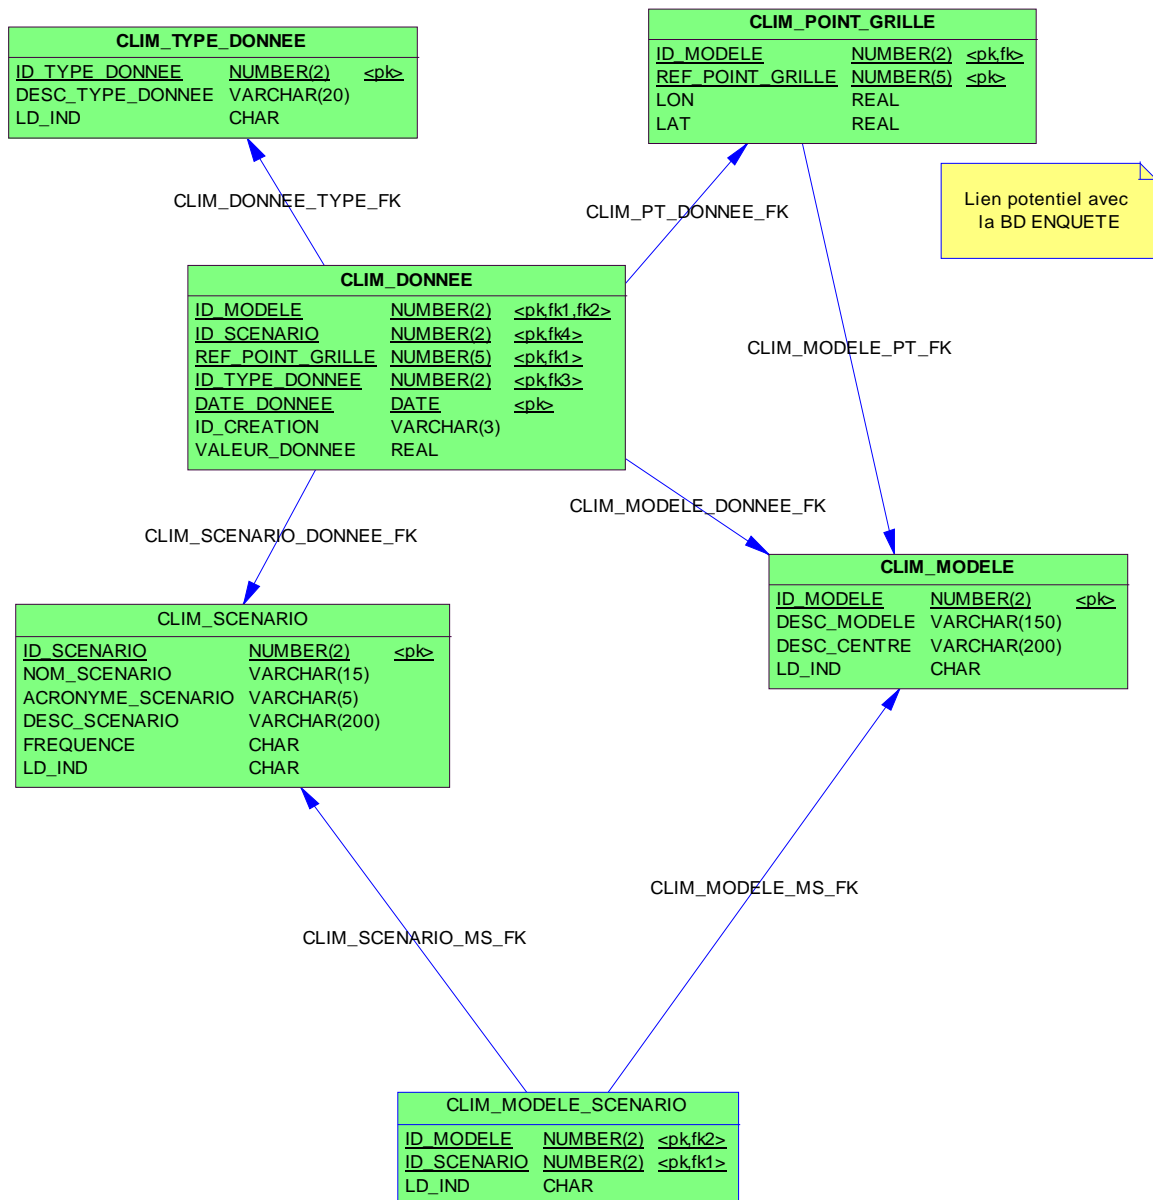 CLIM_TYPE_DONNEE
ID_TYPE_DONNEE NUMBER(2) <pk>
DESC_TYPE_DONNEE VARCHAR(20)
LD_IND CHAR
CLIM_POINT_GRILLE
ID_MODELE NUMBER(2) <pk,fk>
REF_POINT_GRILLE NUMBER(5) <pk>
LON REAL
LAT REAL
Lien potentiel avec
la BD ENQUETE
CLIM_DONNEE_TYPE_FK
CLIM_PT_DONNEE_FK
CLIM_DONNEE
ID_MODELE NUMBER(2) <pk,fk1,fk2>
ID_SCENARIO NUMBER(2) <pk,fk4>
REF_POINT_GRILLE NUMBER(5) <pk,fk1>
ID_TYPE_DONNEE NUMBER(2) <pk,fk3>
DATE_DONNEE DATE <pk>
ID_CREATION VARCHAR(3)
VALEUR_DONNEE REAL
CLIM_MODELE_PT_FK
CLIM_SCENARIO_DONNEE_FK
CLIM_MODELE_DONNEE_FK
CLIM_MODELE
ID_MODELE NUMBER(2) <pk>
DESC_MODELE VARCHAR(150)
DESC_CENTRE VARCHAR(200)
LD_IND CHAR
CLIM_SCENARIO
ID_SCENARIO NUMBER(2) <pk>
NOM_SCENARIO VARCHAR(15)
ACRONYME_SCENARIO VARCHAR(5)
DESC_SCENARIO VARCHAR(200)
FREQUENCE CHAR
LD_IND CHAR
CLIM_MODELE_MS_FK
CLIM_SCENARIO_MS_FK
CLIM_MODELE_SCENARIO
ID_MODELE NUMBER(2) <pk,fk2>
ID_SCENARIO NUMBER(2) <pk,fk1>
LD_IND CHAR